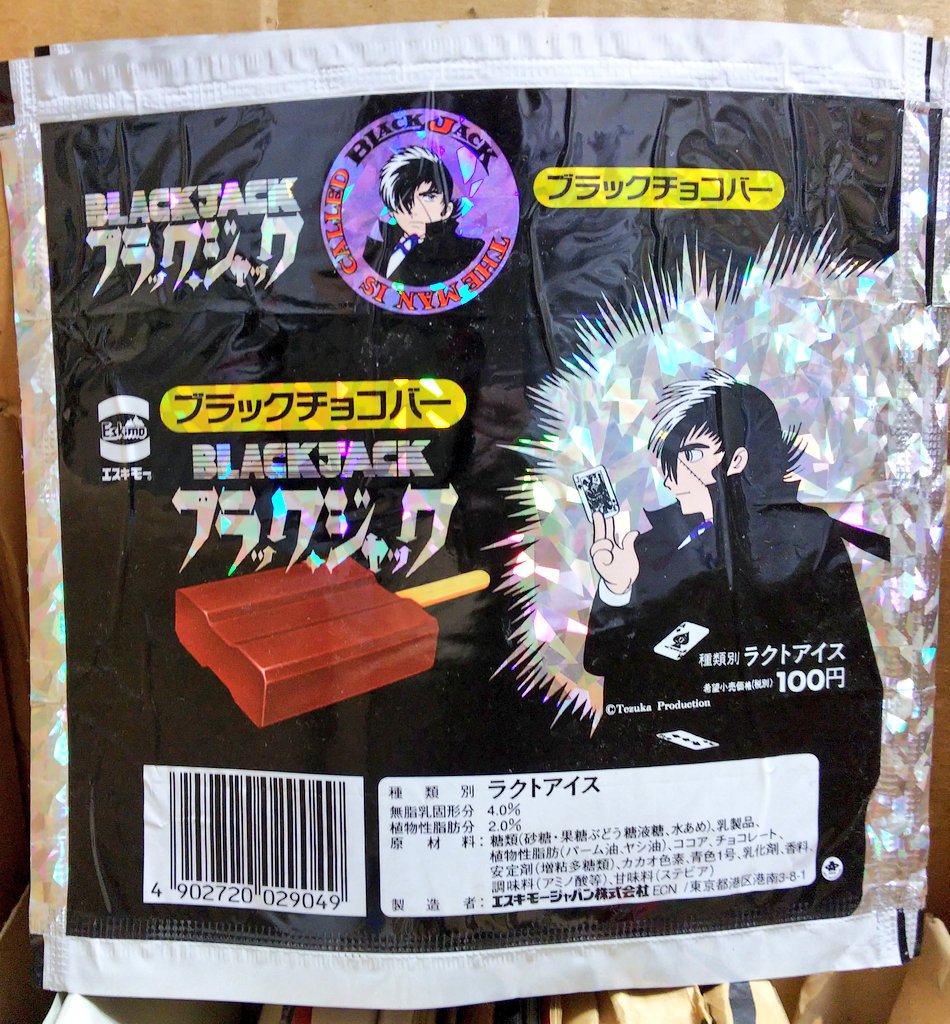 BLACKJACK
ブラック・ジャック
THE MAN IS CALLED BLACK JACK
ブラックチョコバー
Eskimo
エスキモー
ブラックチョコバー
BLACKJACK
ブラック・ジャック
種類別 ラクトアイス
希望小売価格(税別) 100円
©Tezuka Production
種類別 ラクトアイス
無脂乳固形分 4.0%
植物性脂肪分 2.0%
原材料:糖類(砂糖・果糖ぶどう糖液糖、水あめ)、乳製品、
植物性脂肪(パーム油、ヤシ油)、ココア、チョコレート、
安定剤(増粘多糖類)、カカオ色素、青色1号、乳化剤、香料、
調味料(アミノ酸等)、甘味料(ステビア)
製造者:エスキモージャパン株式会社 ECN /東京都港区港南3-8-1
4 902720 029049